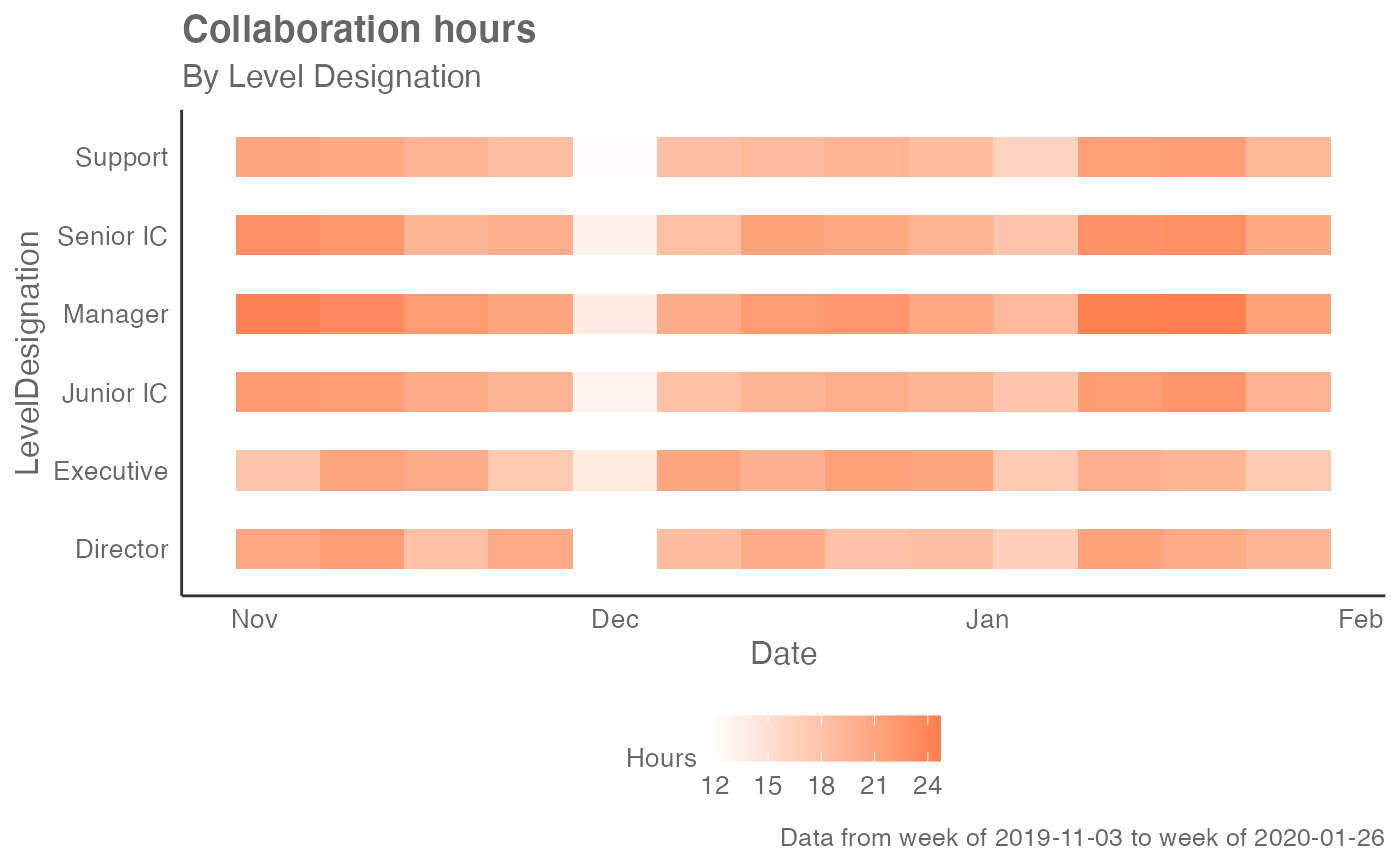 Collaboration hours
By Level Designation
LevelDesignation
Support
Senior IC
Manager
Junior IC
Executive
Director
Nov Dec Jan Feb
Date
Hours
12 15 18 21 24
Data from week of 2019-11-03 to week of 2020-01-26